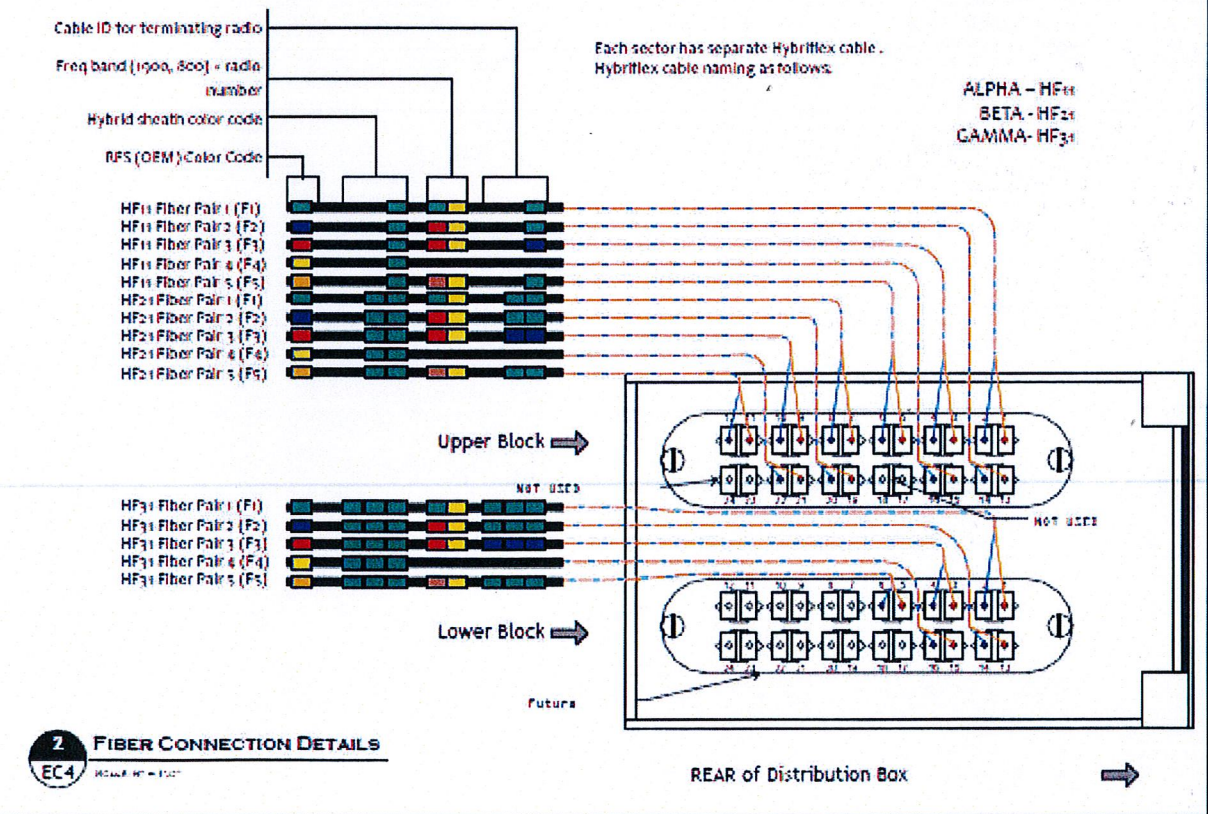 Cable ID for terminating radio
Each sector has separate Hybriflex cable.
Freq band (1900, 800) - radio
Hybriflex cable naming as follows:
number
ALPHA – HF11
BETA - HF21
GAMMA- HF31
Hybrid sheath color code
RFS (OEM) Color Code
HF11 Fiber Pair 1 (F1)
HF11 Fiber Pair 2 (F2)
HF11 Fiber Pair 3 (F3)
HF11 Fiber Pair 4 (F4)
HF11 Fiber Pair 5 (F5)
HF21 Fiber Pair 1 (F1)
HF21 Fiber Pair 2 (F2)
HF21 Fiber Pair 3 (F3)
HF21 Fiber Pair 4 (F4)
HF21 Fiber Pair 5 (F5)
Upper Block
NOT USED
HF31 Fiber Pair 1 (F1)
HF31 Fiber Pair 2 (F2)
HF31 Fiber Pair 3 (F3)
HF31 Fiber Pair 4 (F4)
HF31 Fiber Pair 5 (F5)
NOT USED
Lower Block
Future
2
EC4
FIBER CONNECTION DETAILS
REAR of Distribution Box